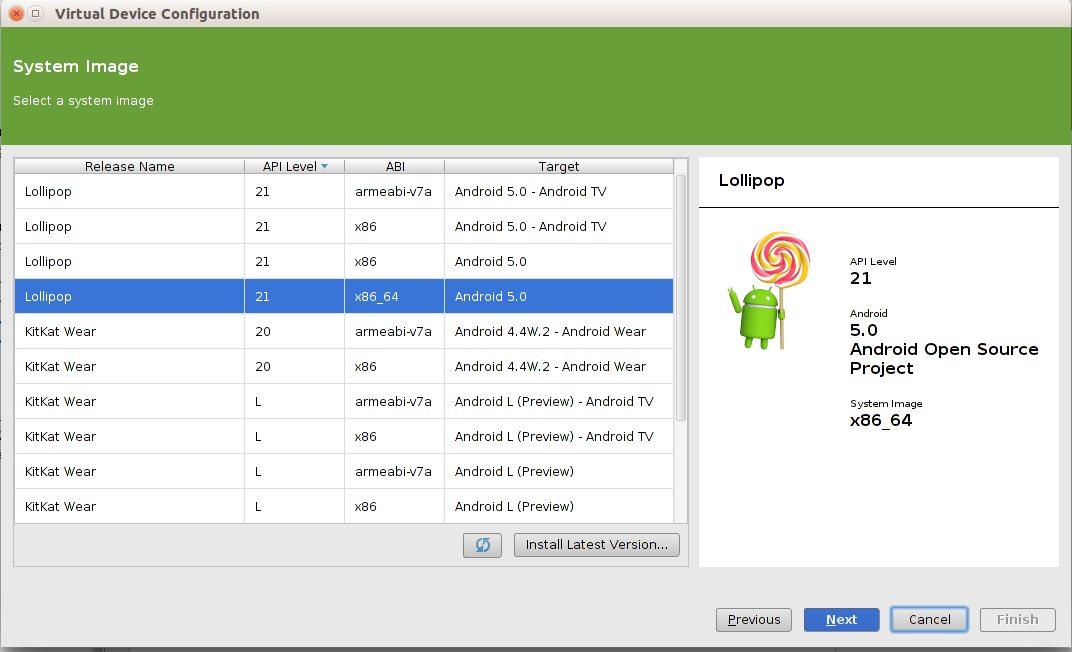 Virtual Device Configuration
System Image
Select a system image
Release Name API Level ABI Target
Lollipop 21 armeabi-v7a Android 5.0 - Android TV
Lollipop 21 x86 Android 5.0 - Android TV
Lollipop 21 x86 Android 5.0
Lollipop 21 x86_64 Android 5.0
KitKat Wear 20 armeabi-v7a Android 4.4W.2 - Android Wear
KitKat Wear 20 x86 Android 4.4W.2 - Android Wear
KitKat Wear L armeabi-v7a Android L (Preview) - Android TV
KitKat Wear L x86 Android L (Preview) - Android TV
KitKat Wear L armeabi-v7a Android L (Preview)
KitKat Wear L x86 Android L (Preview)
Install Latest Version...
Lollipop
API Level
21
Android
5.0
Android Open Source
Project
System Image
x86_64
Previous Next Cancel Finish